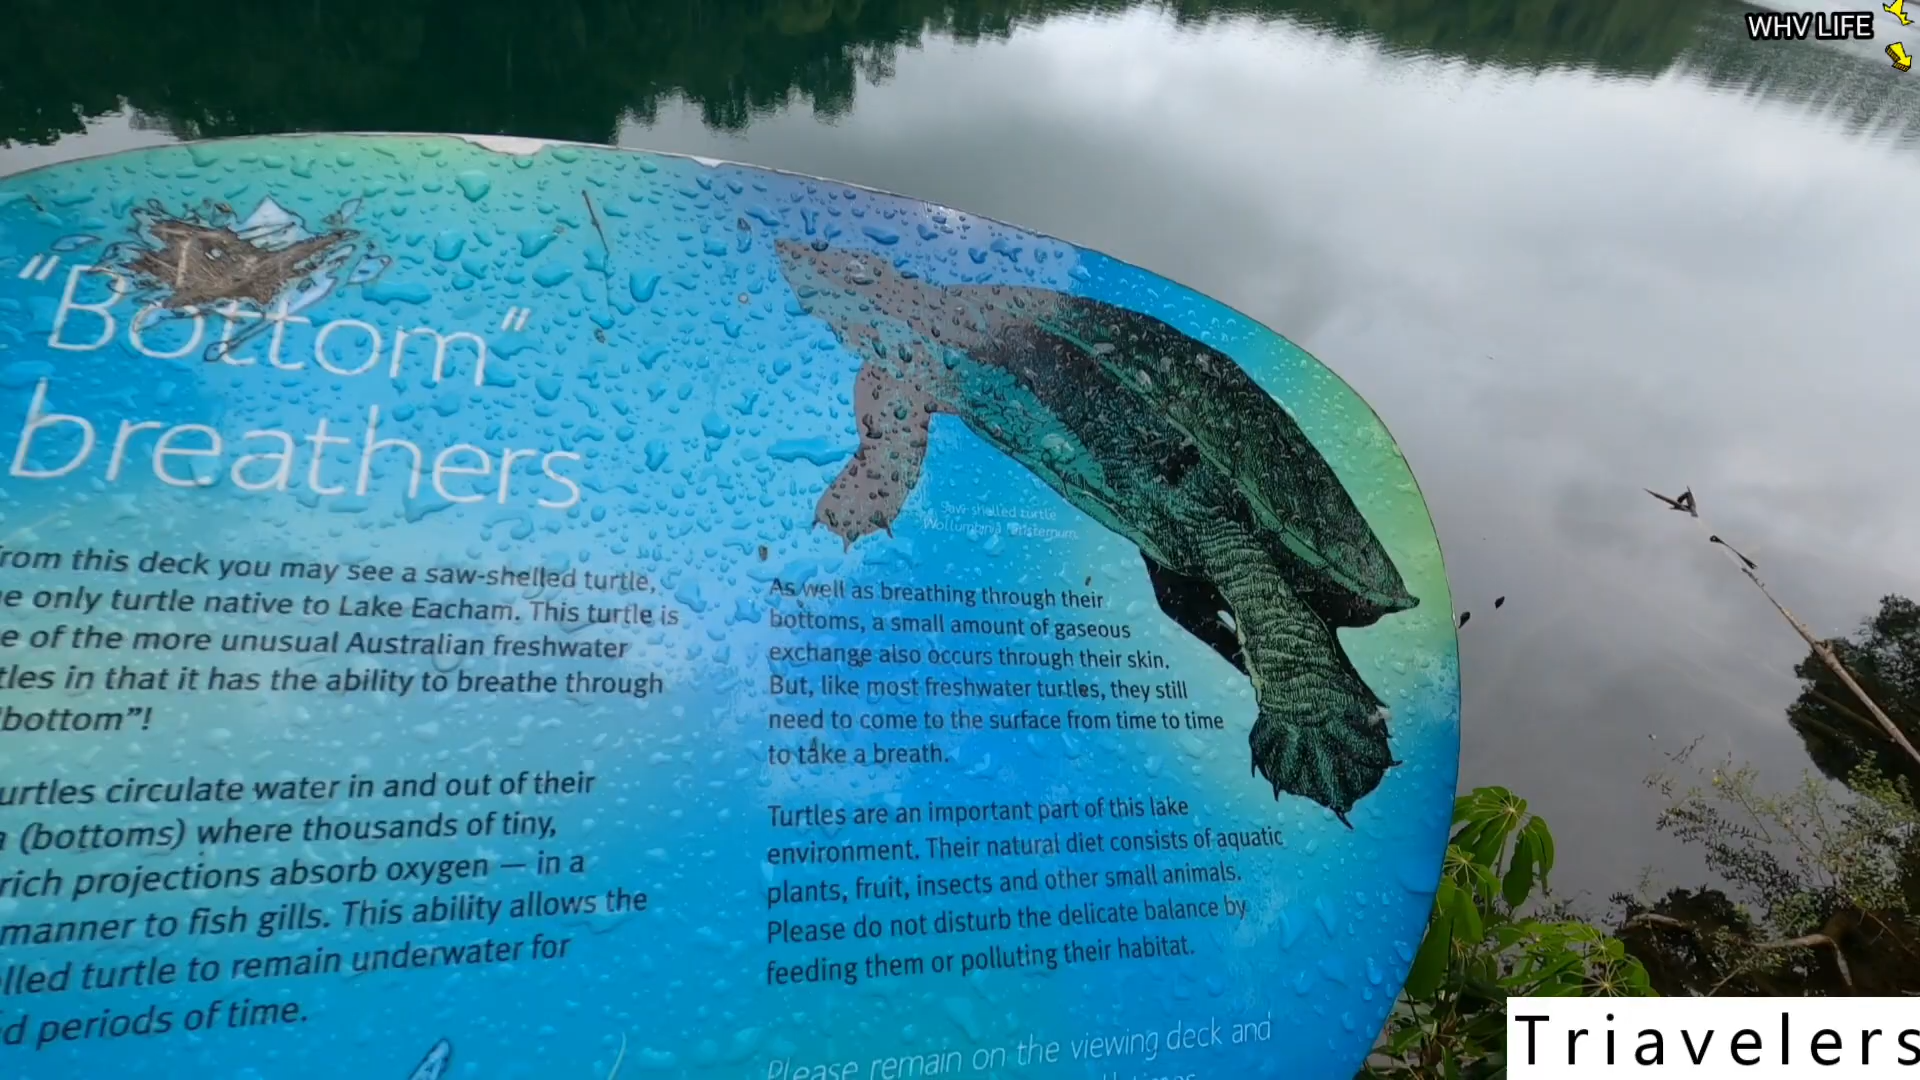 WHV LIFE
"Bottom"
breathers
rom this deck you may see a saw-shelled turtle,
e only turtle native to Lake Eacham. This turtle is
e of the more unusual Australian freshwater
tles in that it has the ability to breathe through
"bottom"!
urtles circulate water in and out of their
a (bottoms) where thousands of tiny,
rich projections absorb oxygen — in a
manner to fish gills. This ability allows the
lled turtle to remain underwater for
d periods of time.
Saw-shelled turtle
Wollumbinia latisternum
As well as breathing through their
bottoms, a small amount of gaseous
exchange also occurs through their skin.
But, like most freshwater turtles, they still
need to come to the surface from time to time
to take a breath.
Turtles are an important part of this lake
environment. Their natural diet consists of aquatic
plants, fruit, insects and other small animals.
Please do not disturb the delicate balance by
feeding them or polluting their habitat.
Please remain on the viewing deck and
Triavelers